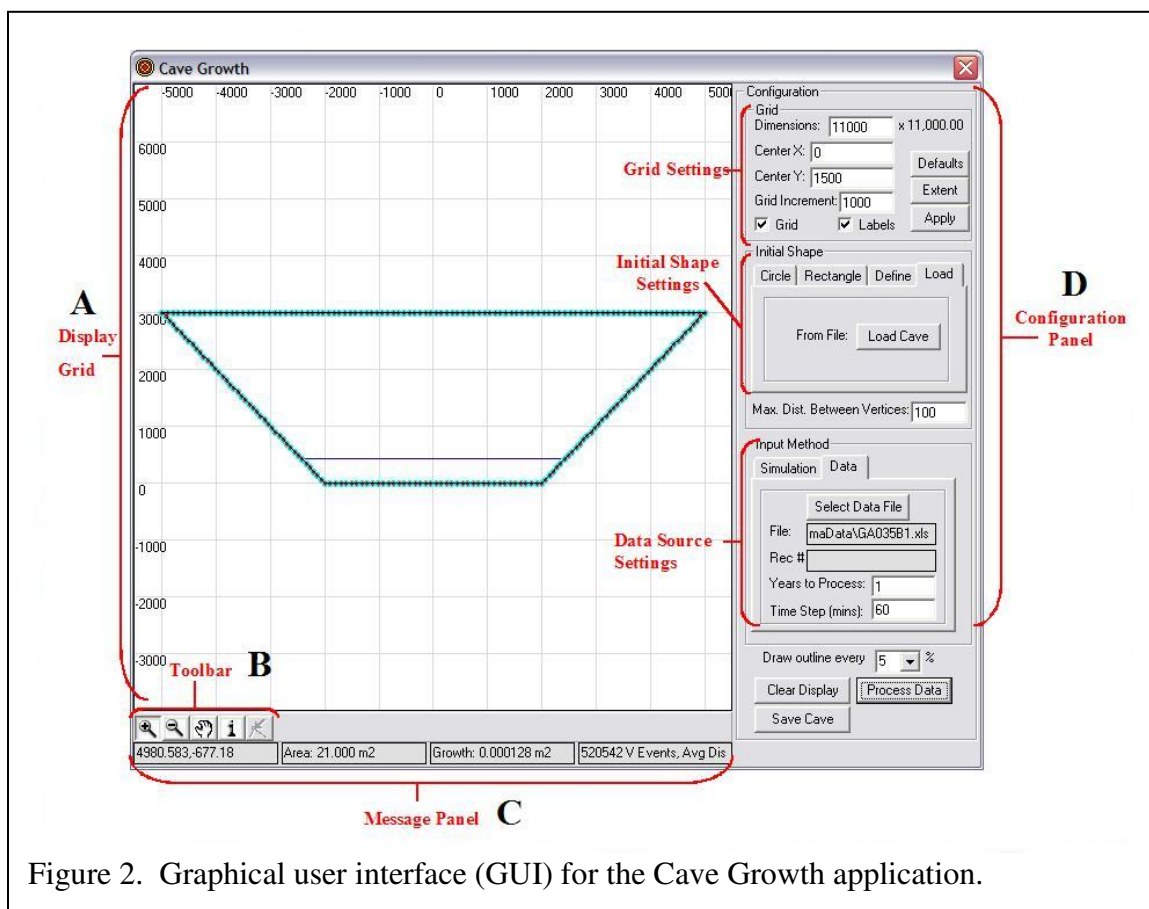 Cave Growth
-5000 -4000 -3000 -2000 -1000 0 1000 2000 3000 4000 500
6000
5000
4000
3000
2000
1000
0
-1000
-2000
-3000
A
Display
Grid
Toolbar B
4980.583,-677.18
Area: 21.000 m2
Growth: 0.000128 m2
520542 V Events, Avg Dis
Message Panel C
Grid Settings
Initial Shape
Settings
Data Source
Settings
D
Configuration
Panel
Configuration
Grid
Dimensions: 11000 x 11,000.00
Center X: 0
Center Y: 1500
Grid Increment: 1000
Grid Labels
Defaults
Extent
Apply
Initial Shape
Circle Rectangle Define Load
From File: Load Cave
Max. Dist. Between Vertices: 100
Input Method
Simulation Data
Select Data File
File: maData\GA035B1.xls
Rec #
Years to Process: 1
Time Step (mins): 60
Draw outline every 5 %
Clear Display Process Data
Save Cave
Figure 2. Graphical user interface (GUI) for the Cave Growth application.